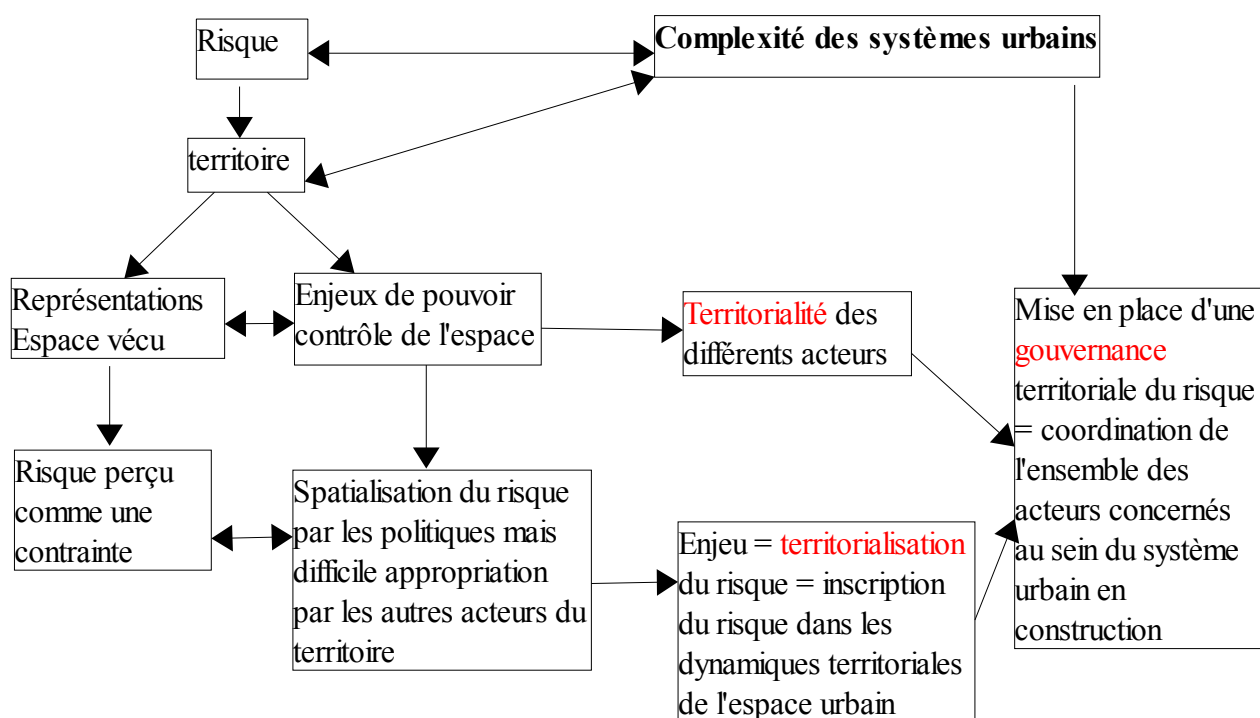 Risque
Complexité des systèmes urbains
territoire
Représentations
Espace vécu
Enjeux de pouvoir
contrôle de l'espace
Territorialité des
différents acteurs
Mise en place d'une
gouvernance
territoriale du risque
= coordination de
l'ensemble des
acteurs concernés
au sein du système
urbain en
construction
Risque perçu
comme une
contrainte
Spatialisation du risque
par les politiques mais
difficile appropriation
par les autres acteurs du
territoire
Enjeu = territorialisation
du risque = inscription
du risque dans les
dynamiques territoriales
de l'espace urbain